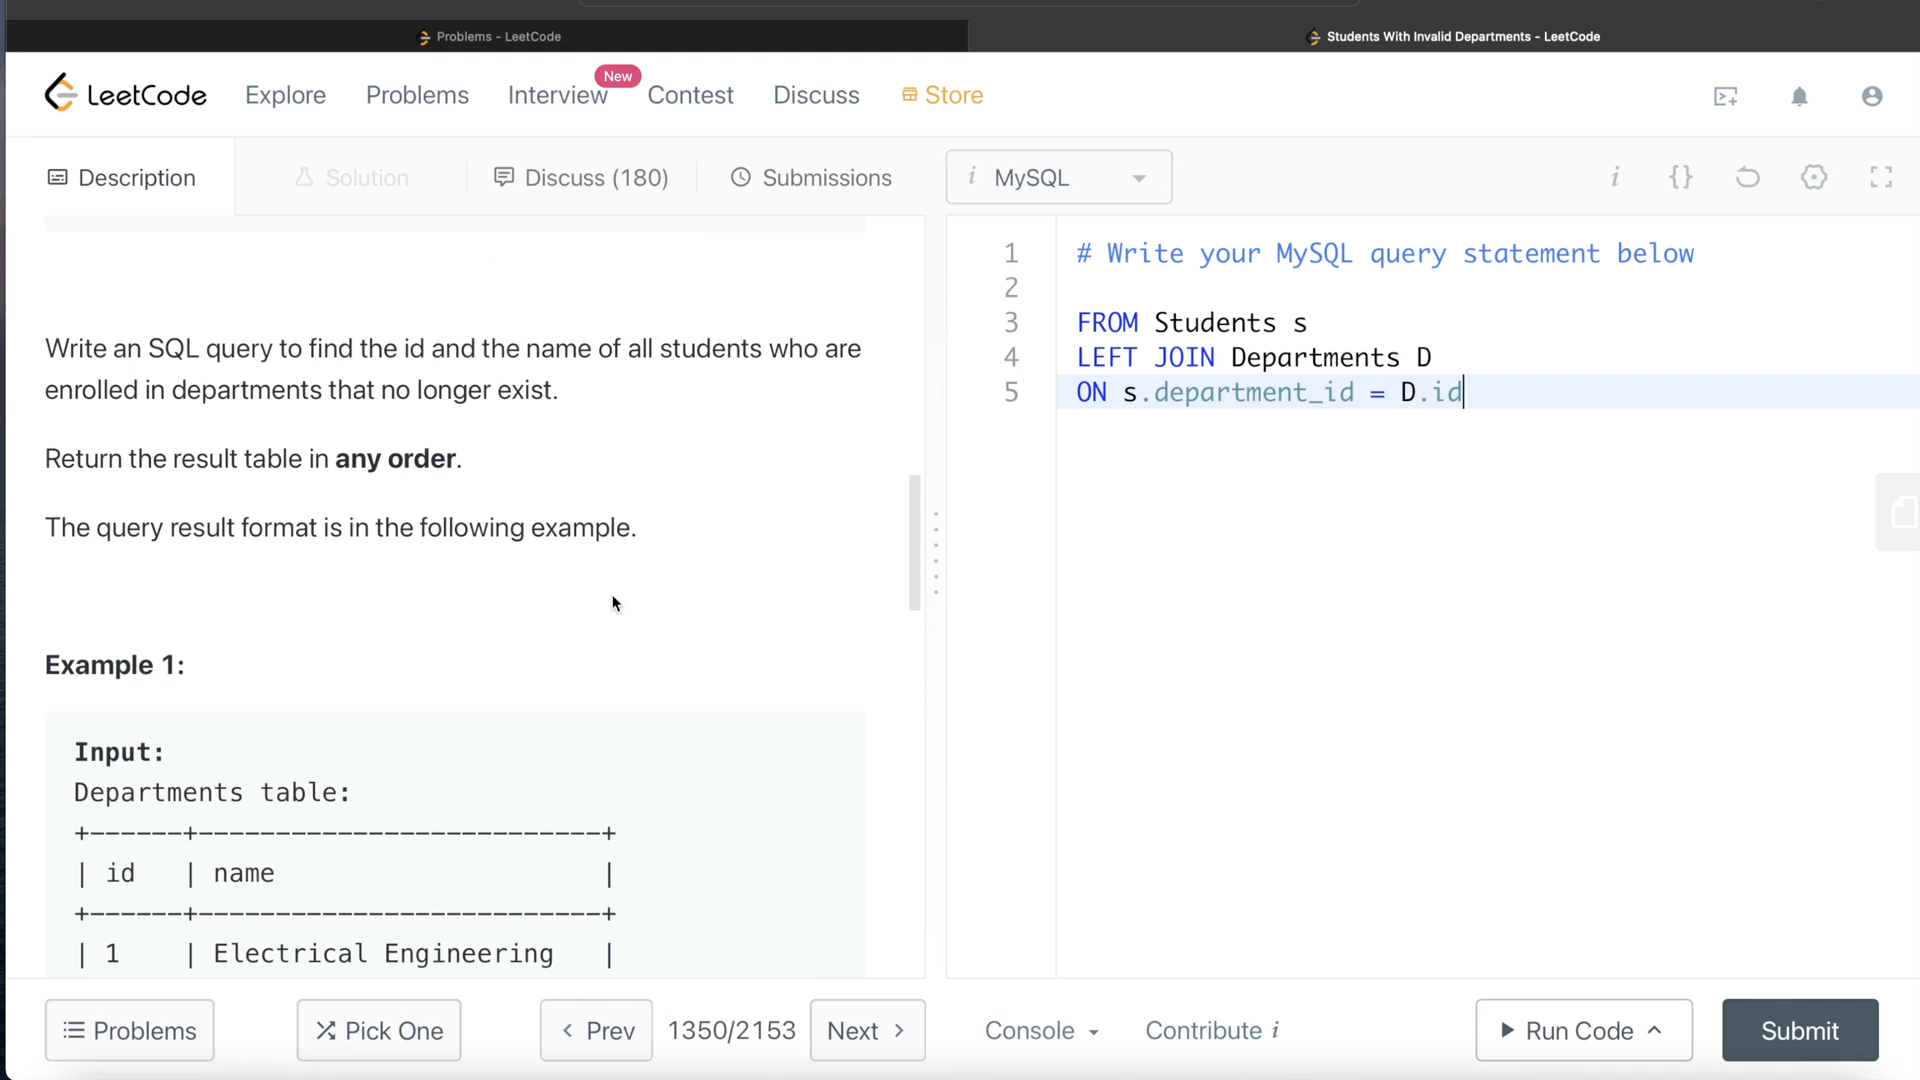 Problems - LeetCode
Students With Invalid Departments - LeetCode
LeetCode
Explore
Problems
Interview
New
Contest
Discuss
Store
Description
Solution
Discuss (180)
Submissions
i MySQL
i {}
Write an SQL query to find the id and the name of all students who are
enrolled in departments that no longer exist.
Return the result table in any order.
The query result format is in the following example.
Example 1:
Input:
Departments table:
+------+------------------------+
| id   | name                   |
+------+------------------------+
| 1    | Electrical Engineering |
1 # Write your MySQL query statement below
2
3 FROM Students s
4 LEFT JOIN Departments D
5 ON s.department_id = D.id
Problems
Pick One
Prev
1350/2153
Next
Console
Contribute i
Run Code
Submit